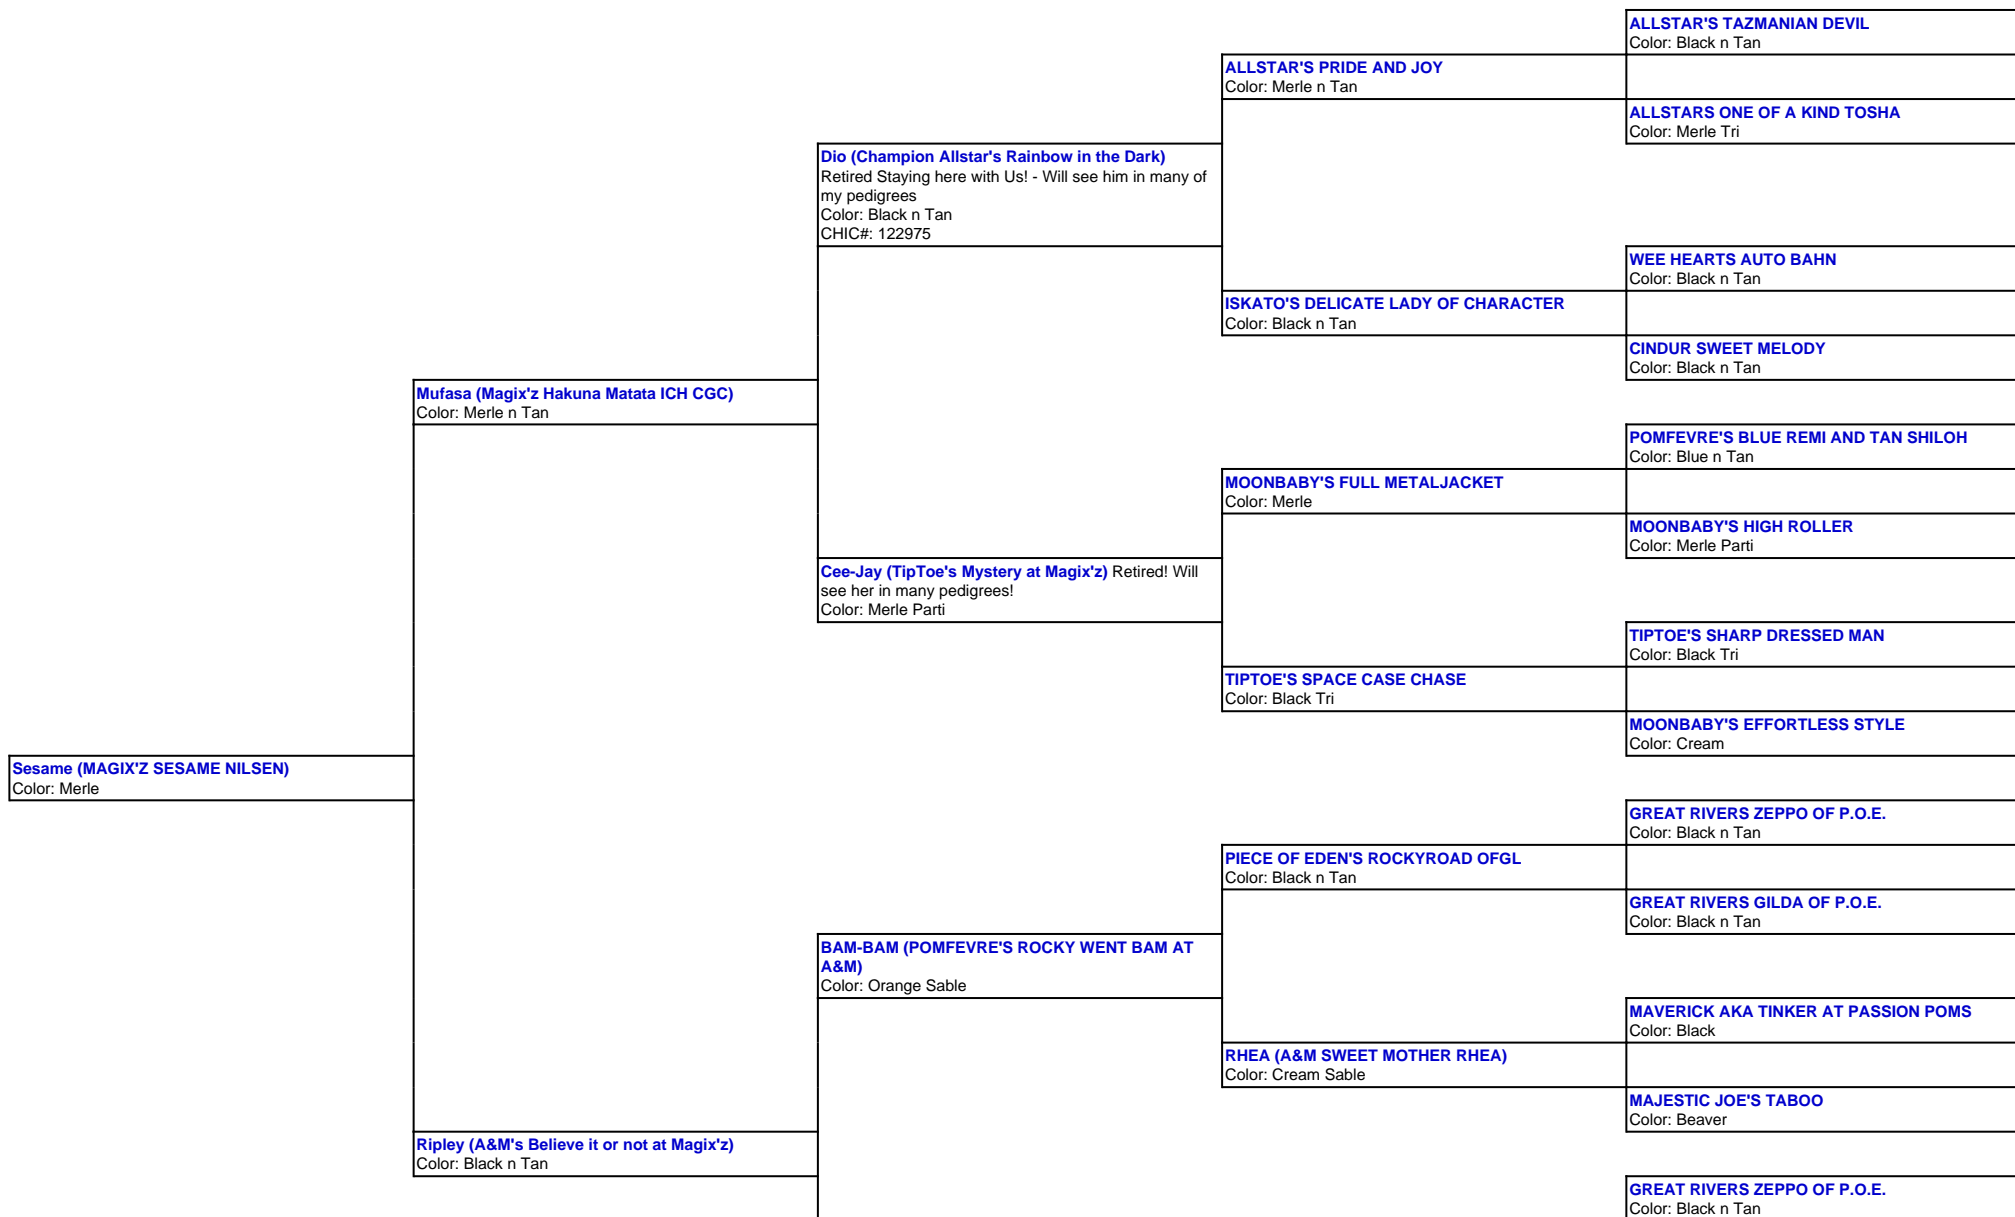 ALLSTAR'S TAZMANIAN DEVIL
Color: Black n Tan
ALLSTAR'S PRIDE AND JOY
Color: Merle n Tan
ALLSTARS ONE OF A KIND TOSHA
Color: Merle Tri
Dio (Champion Allstar's Rainbow in the Dark)
Retired Staying here with Us! - Will see him in many of
my pedigrees
Color: Black n Tan
CHIC#: 122975
WEE HEARTS AUTO BAHN
Color: Black n Tan
ISKATO'S DELICATE LADY OF CHARACTER
Color: Black n Tan
CINDUR SWEET MELODY
Color: Black n Tan
Mufasa (Magix'z Hakuna Matata ICH CGC)
Color: Merle n Tan
POMFEVRE'S BLUE REMI AND TAN SHILOH
Color: Blue n Tan
MOONBABY'S FULL METALJACKET
Color: Merle
MOONBABY'S HIGH ROLLER
Color: Merle Parti
Cee-Jay (TipToe's Mystery at Magix'z) Retired! Will
see her in many pedigrees!
Color: Merle Parti
TIPTOE'S SHARP DRESSED MAN
Color: Black Tri
TIPTOE'S SPACE CASE CHASE
Color: Black Tri
MOONBABY'S EFFORTLESS STYLE
Color: Cream
Sesame (MAGIX'Z SESAME NILSEN)
Color: Merle
GREAT RIVERS ZEPPO OF P.O.E.
Color: Black n Tan
PIECE OF EDEN'S ROCKYROAD OFGL
Color: Black n Tan
GREAT RIVERS GILDA OF P.O.E.
Color: Black n Tan
BAM-BAM (POMFEVRE'S ROCKY WENT BAM AT
A&M)
Color: Orange Sable
MAVERICK AKA TINKER AT PASSION POMS
Color: Black
RHEA (A&M SWEET MOTHER RHEA)
Color: Cream Sable
MAJESTIC JOE'S TABOO
Color: Beaver
Ripley (A&M's Believe it or not at Magix'z)
Color: Black n Tan
GREAT RIVERS ZEPPO OF P.O.E.
Color: Black n Tan